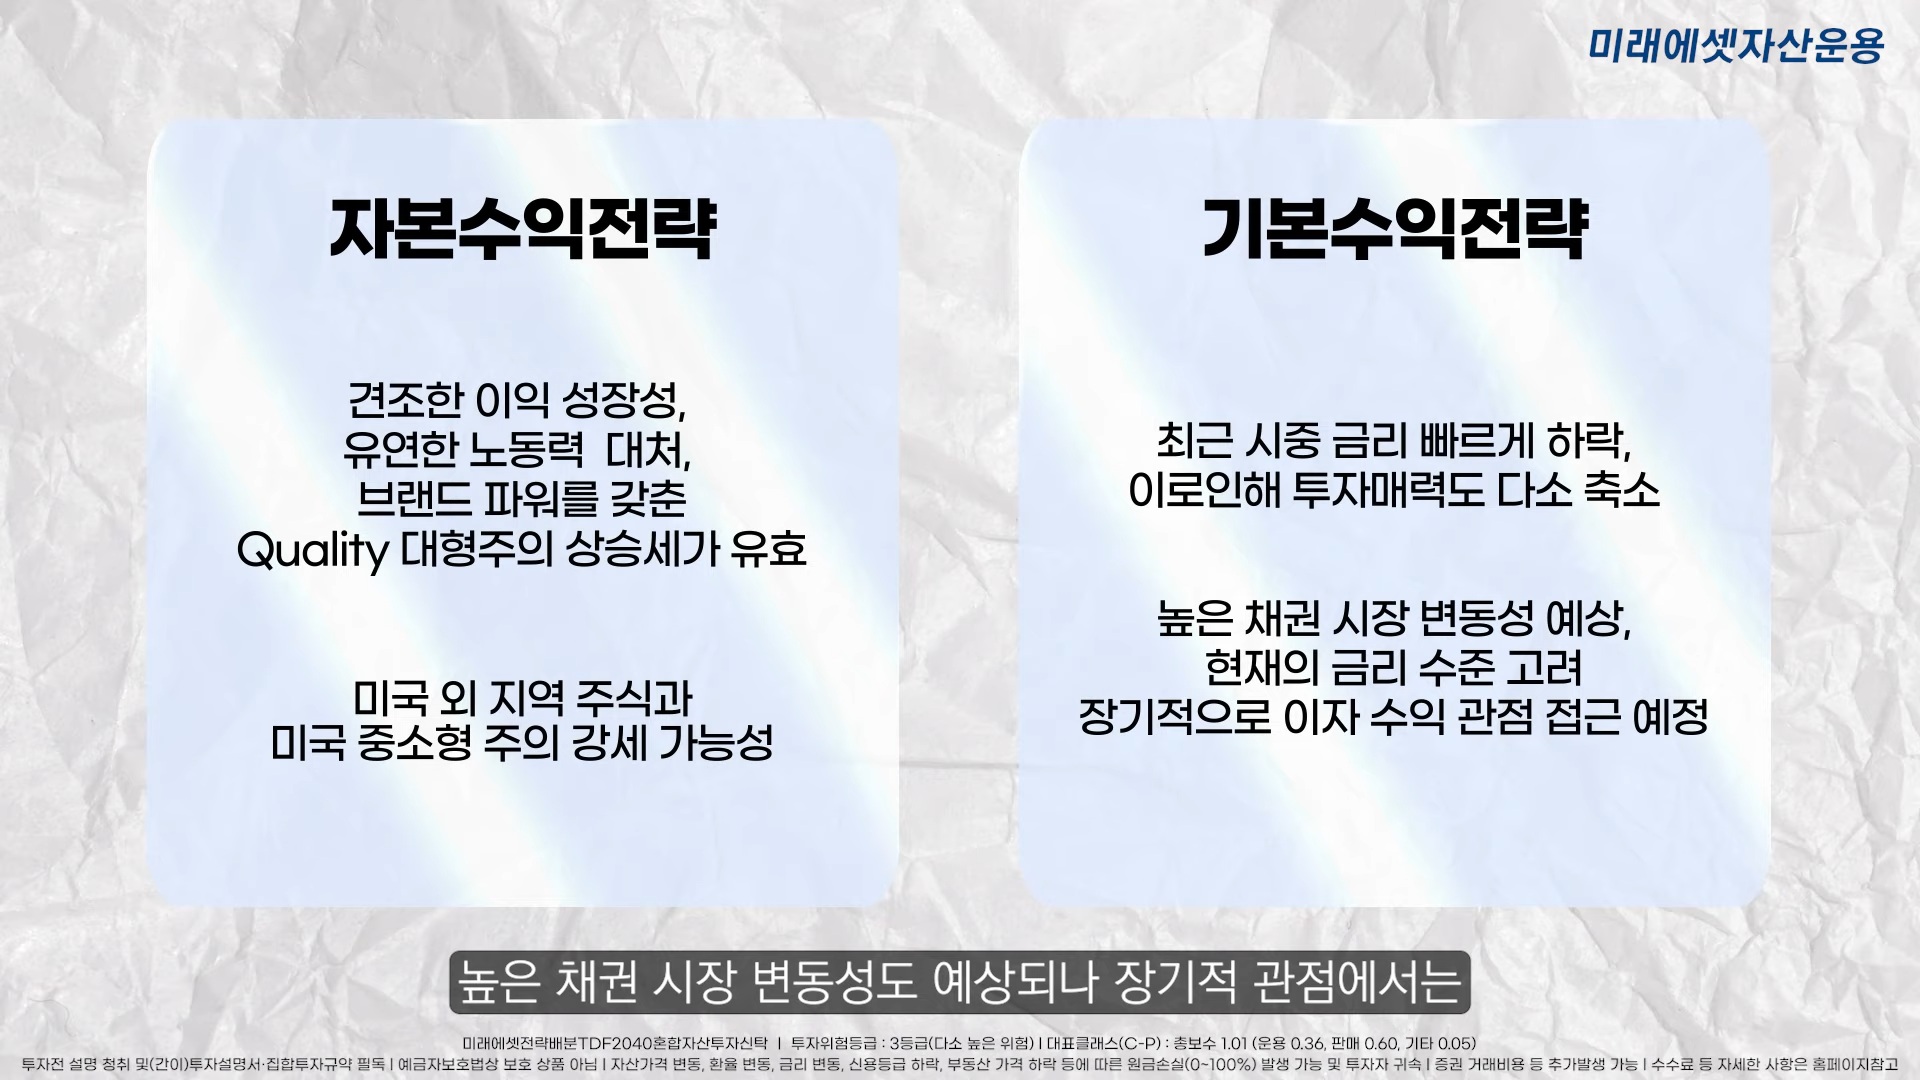 미래에셋자산운용
자본수익전략
견조한 이익 성장성,
유연한 노동력 대처,
브랜드 파워를 갖춘
Quality 대형주의 상승세가 유효
미국 외 지역 주식과
미국 중소형 주의 강세 가능성
기본수익전략
최근 시중 금리 빠르게 하락,
이로인해 투자매력도 다소 축소
높은 채권 시장 변동성 예상,
현재의 금리 수준 고려
장기적으로 이자 수익 관점 접근 예정
높은 채권 시장 변동성도 예상되나 장기적 관점에서는
미래에셋전략배분TDF2040혼합자산투자신탁 ㅣ 투자위험등급 : 3등급(다소 높은 위험) l 대표클래스(C-P) : 총보수 1.01 (운용 0.36, 판매 0.60, 기타 0.05)
투자전 설명 청취 및(간이)투자설명서·집합투자규약 필독 l 예금자보호법상 보호 상품 아님 l 자산가격 변동, 환율 변동, 금리 변동, 신용등급 하락, 부동산 가격 하락 등에 따른 원금손실(0~100%) 발생 가능 및 투자자 귀속 l 증권 거래비용 등 추가발생 가능 l 수수료 등 자세한 사항은 홈페이지참고